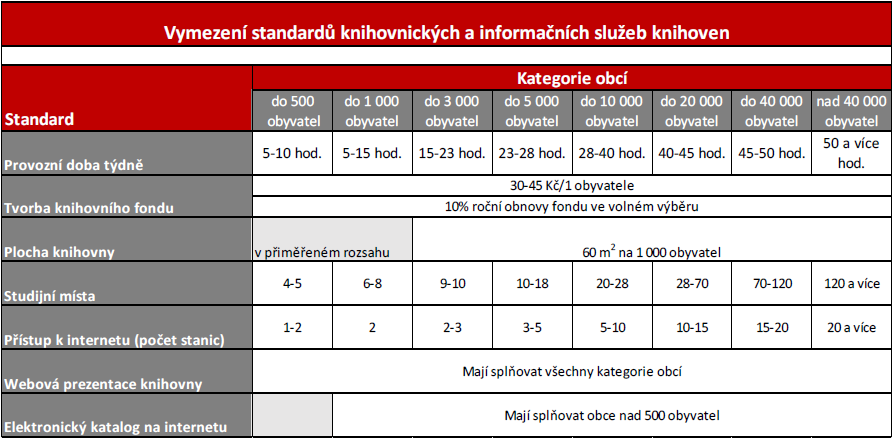 Vymezení standardů knihovnických a informačních služeb knihoven
Kategorie obcí
Standard
do 500 obyvatel
do 1 000 obyvatel
do 3 000 obyvatel
do 5 000 obyvatel
do 10 000 obyvatel
do 20 000 obyvatel
do 40 000 obyvatel
nad 40 000 obyvatel
Provozní doba týdně
5-10 hod.
5-15 hod.
15-23 hod.
23-28 hod.
28-40 hod.
40-45 hod.
45-50 hod.
50 a více hod.
Tvorba knihovního fondu
30-45 Kč/1 obyvatele
10% roční obnovy fondu ve volném výběru
Plocha knihovny
v přiměřeném rozsahu
60 m² na 1 000 obyvatel
Studijní místa
4-5
6-8
9-10
10-18
20-28
28-70
70-120
120 a více
Přístup k internetu (počet stanic)
1-2
2
2-3
3-5
5-10
10-15
15-20
20 a více
Webová prezentace knihovny
Mají splňovat všechny kategorie obcí
Elektronický katalog na internetu
Mají splňovat obce nad 500 obyvatel